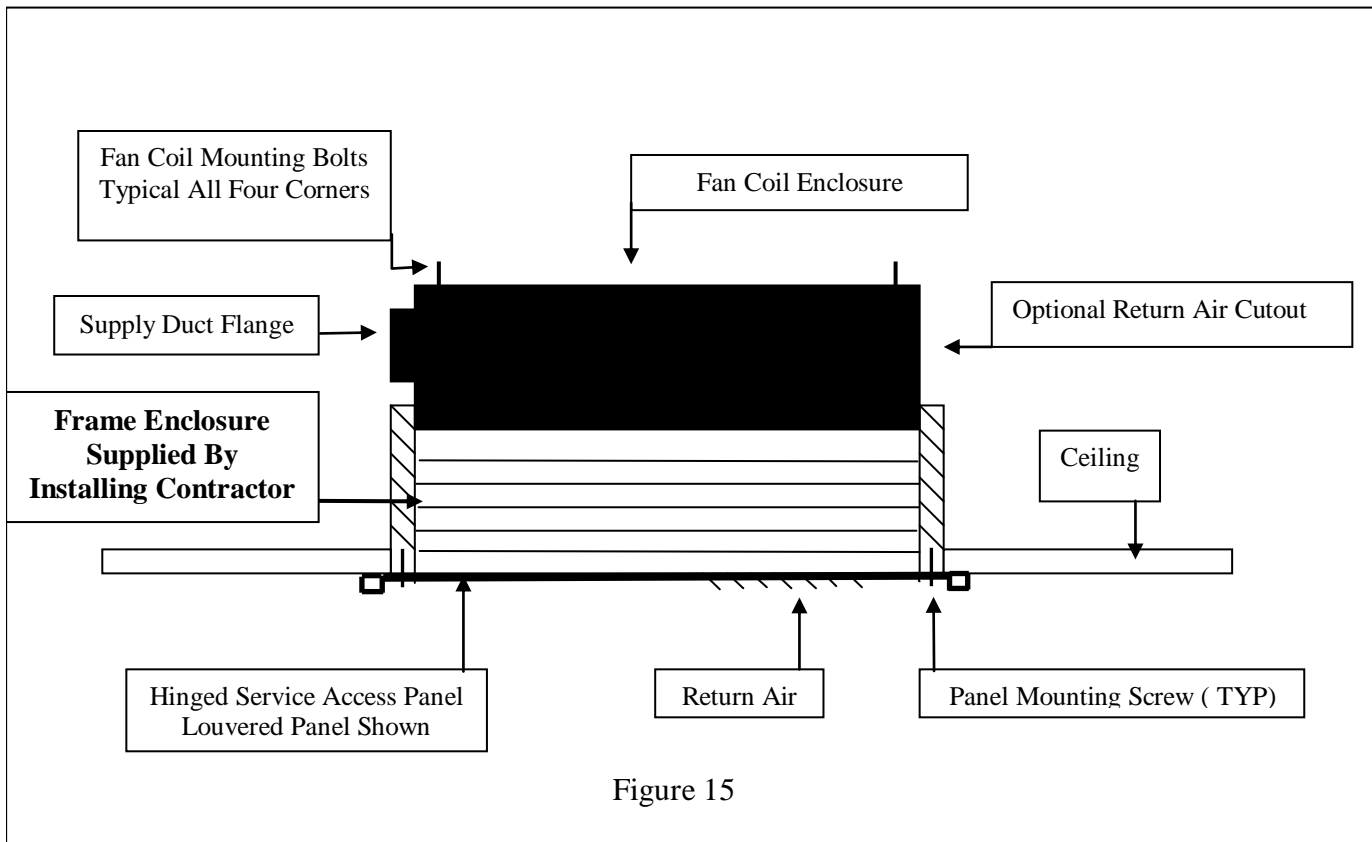 Fan Coil Mounting Bolts
Typical All Four Corners
Fan Coil Enclosure
Supply Duct Flange
Optional Return Air Cutout
Frame Enclosure
Supplied By
Installing Contractor
Ceiling
Hinged Service Access Panel
Louvered Panel Shown
Return Air
Panel Mounting Screw ( TYP)
Figure 15